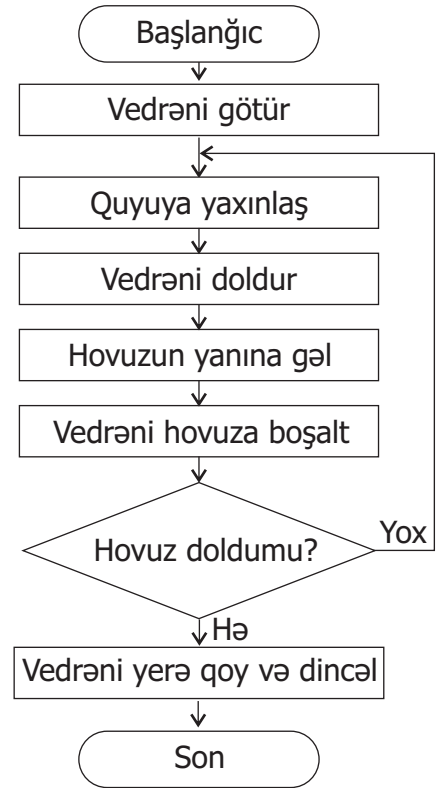 Başlanğıc
Vedrəni götür
Quyuya yaxınlaş
Vedrəni doldur
Hovuzun yanına gəl
Vedrəni hovuza boşalt
Hovuz doldumu?
Yox
Hə
Vedrəni yerə qoy və dincəl
Son